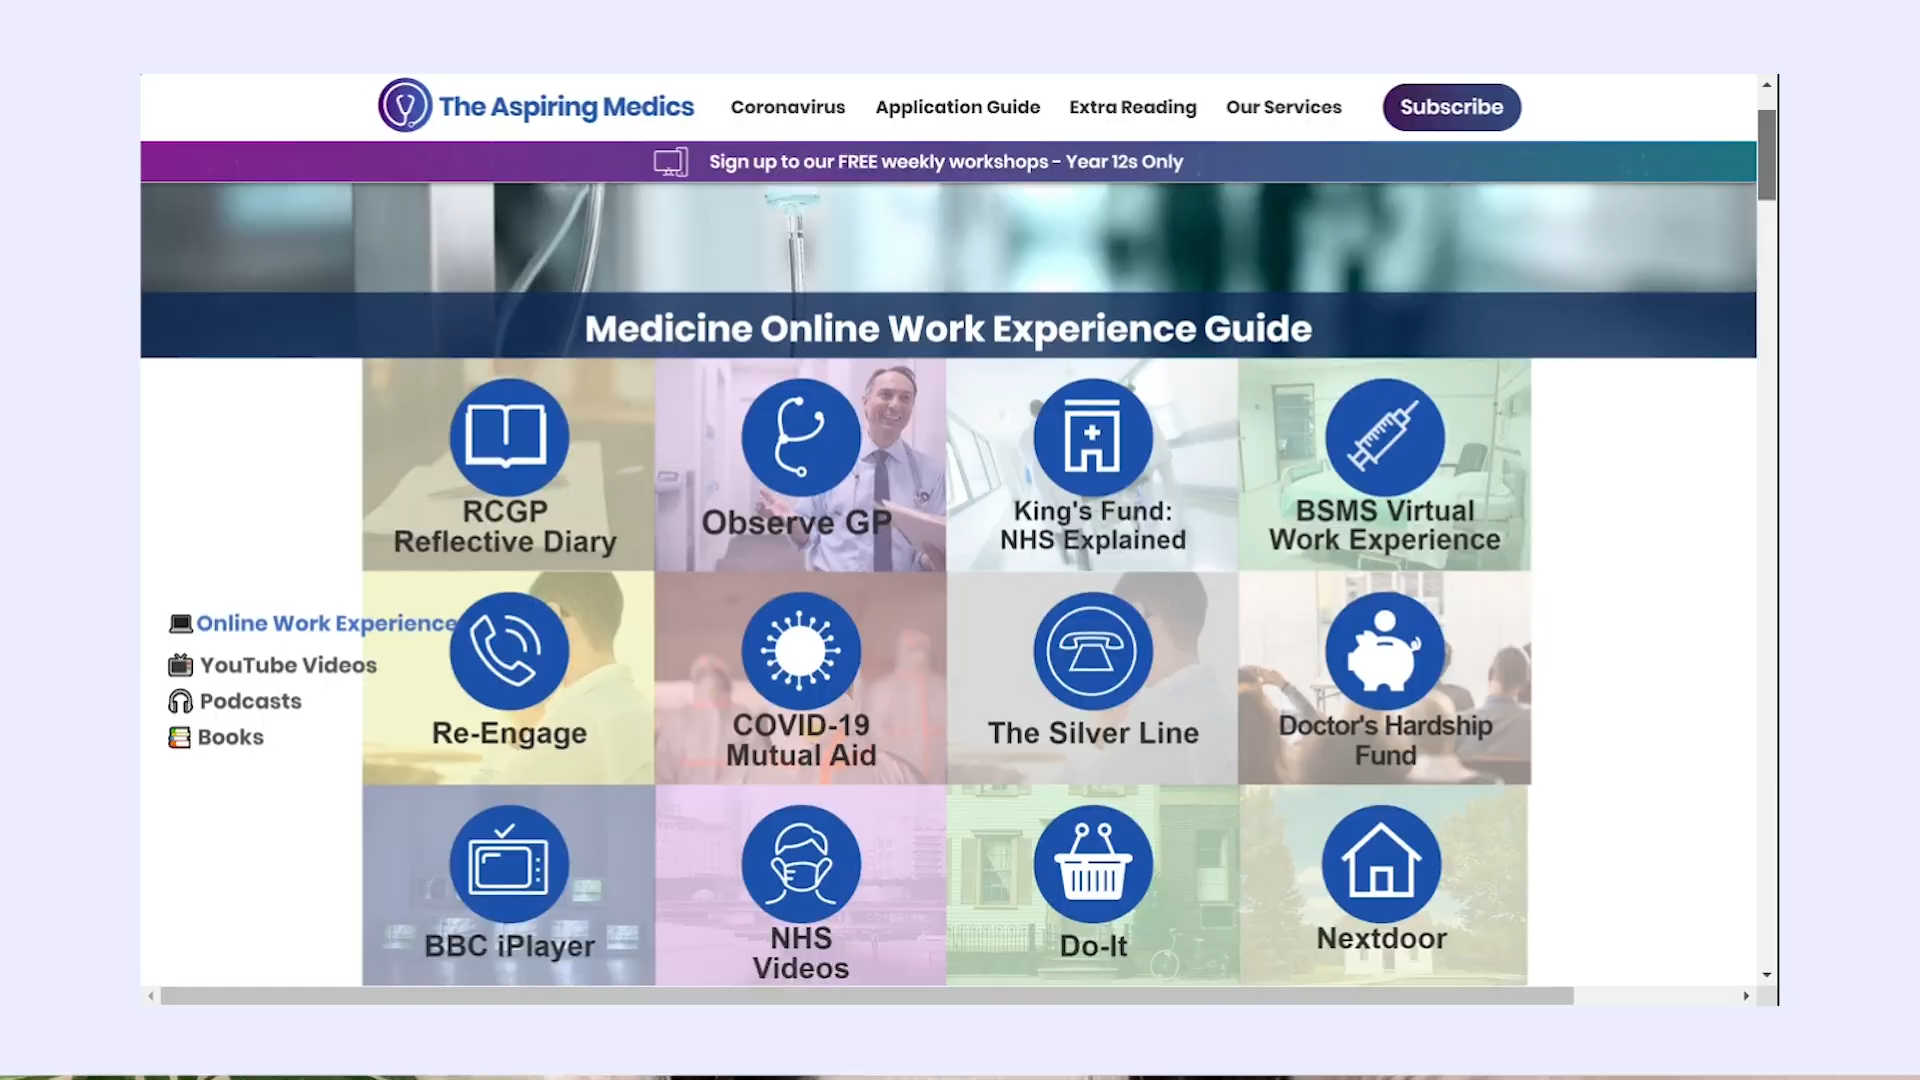 The Aspiring Medics
Coronavirus
Application Guide
Extra Reading
Our Services
Subscribe
Sign up to our FREE weekly workshops - Year 12s Only
Medicine Online Work Experience Guide
RCGP
Reflective Diary
Observe GP
King's Fund:
NHS Explained
BSMS Virtual
Work Experience
Online Work Experience
YouTube Videos
Podcasts
Books
Re-Engage
COVID-19
Mutual Aid
The Silver Line
Doctor's Hardship
Fund
BBC iPlayer
NHS
Videos
Do-It
Nextdoor